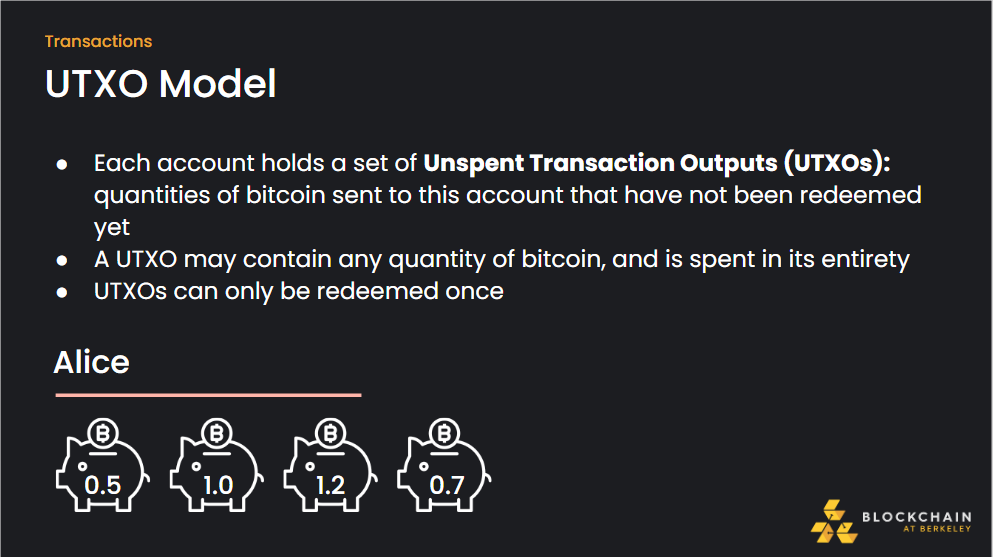 Transactions
UTXO Model
● Each account holds a set of Unspent Transaction Outputs (UTXOs):
quantities of bitcoin sent to this account that have not been redeemed
yet
● A UTXO may contain any quantity of bitcoin, and is spent in its entirety
● UTXOs can only be redeemed once
Alice
0.5 1.0 1.2 0.7
BLOCKCHAIN
AT BERKELEY